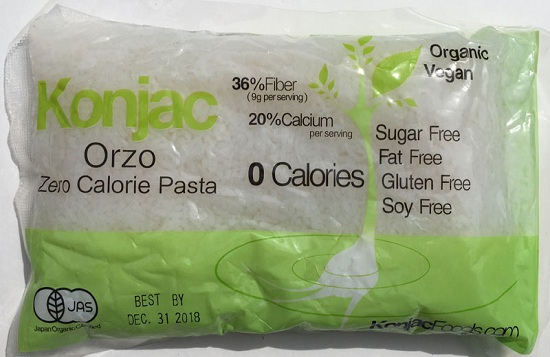 Organic
Vegan
Konjac
Orzo
Zero Calorie Pasta
36%Fiber
(9g per serving)
20%Calcium
per serving
0 Calories
Sugar Free
Fat Free
Gluten Free
Soy Free
JAS
Japan Organic Certified
BEST BY
DEC. 31 2018
KonjacFoods.com